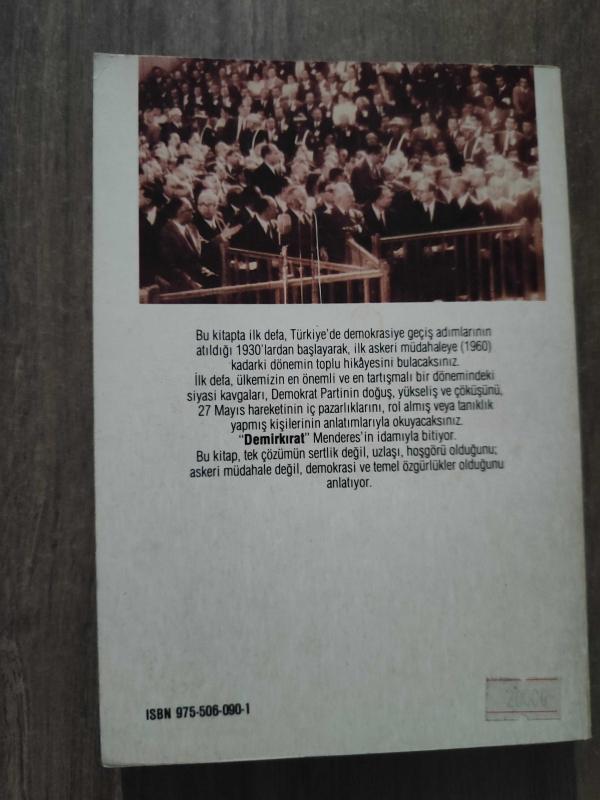 Bu kitapta ilk defa, Türkiye'de demokrasiye geçiş adımlarının
atıldığı 1930'lardan başlayarak, ilk askeri müdahaleye (1960)
kadarki dönemin toplu hikâyesini bulacaksınız.
İlk defa, ülkemizin en önemli ve en tartışmalı bir dönemindeki
siyasi kavgaları, Demokrat Partinin doğuş, yükseliş ve çöküşünü,
27 Mayıs hareketinin iç pazarlıklarını, rol almış veya tanıklık
yapmış kişilerinin anlatımlarıyla okuyacaksınız.
"Demirkırat" Menderes'in idamıyla bitiyor.
Bu kitap, tek çözümün sertlik değil, uzlaşı, hoşgörü olduğunu;
askeri müdahale değil, demokrasi ve temel özgürlükler olduğunu
anlatıyor.
ISBN 975-506-090-1